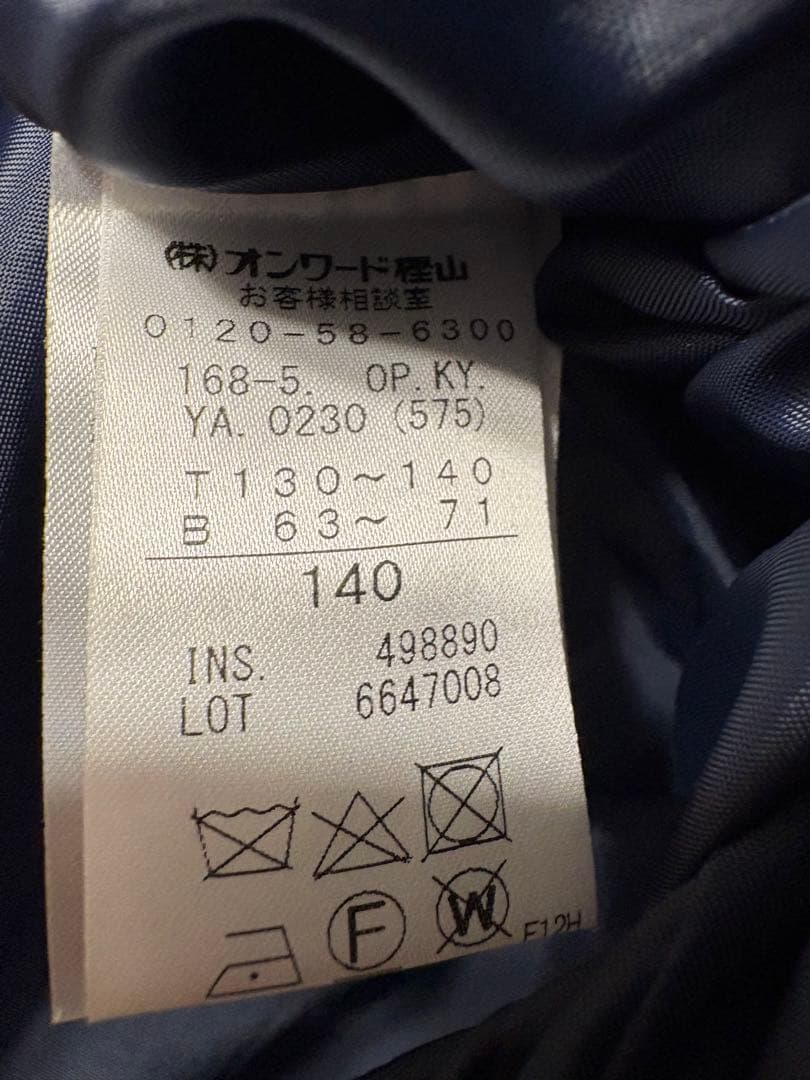 (株)オンワード樫山
お客様相談室
0120-58-6300
168-5. OP.KY.
YA. 0230 (575)
T 130~140
B 63~ 71
140
INS. 498890
LOT 6647008
F W
F12H